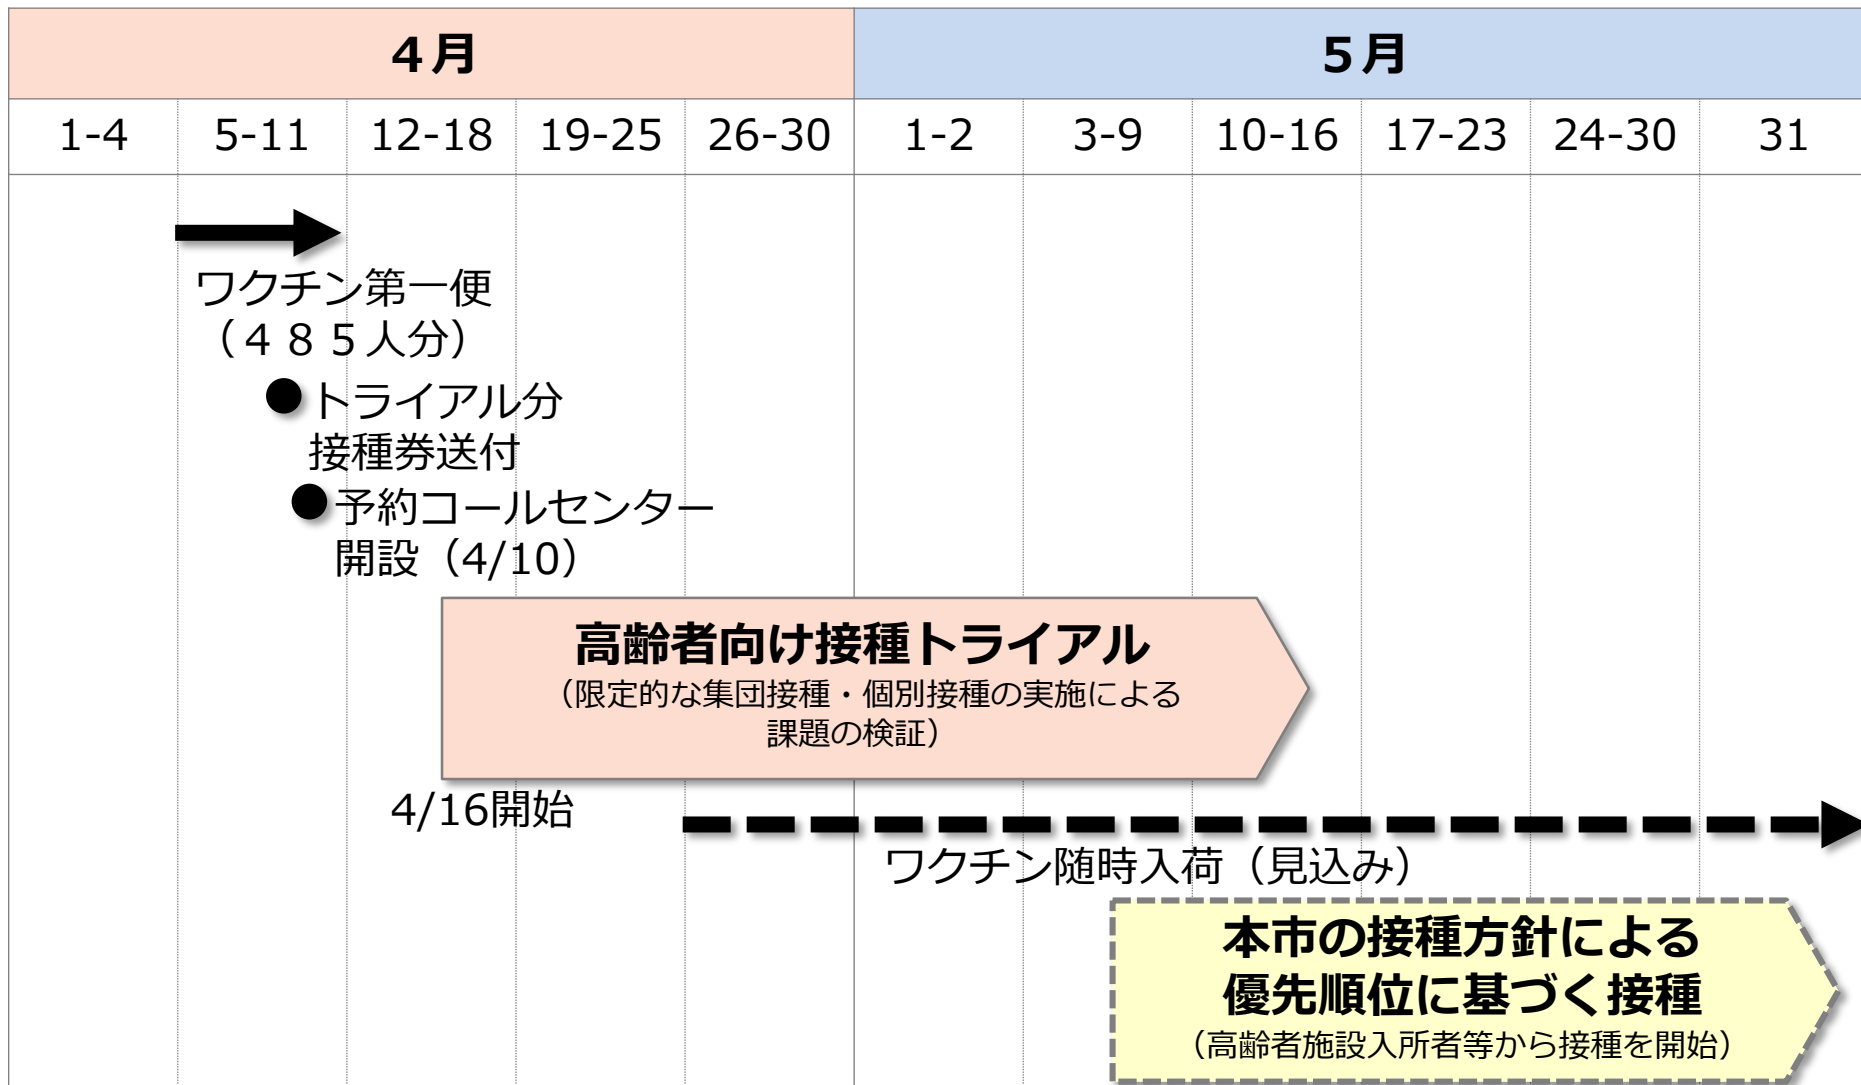 ４月
５月
1-4 5-11 12-18 19-25 26-30 1-2 3-9 10-16 17-23 24-30 31
ワクチン第一便
（４８５人分）
トライアル分
接種券送付
予約コールセンター
開設（4/10）
高齢者向け接種トライアル
（限定的な集団接種・個別接種の実施による
課題の検証）
4/16開始
ワクチン随時入荷（見込み）
本市の接種方針による
優先順位に基づく接種
（高齢者施設入所者等から接種を開始）